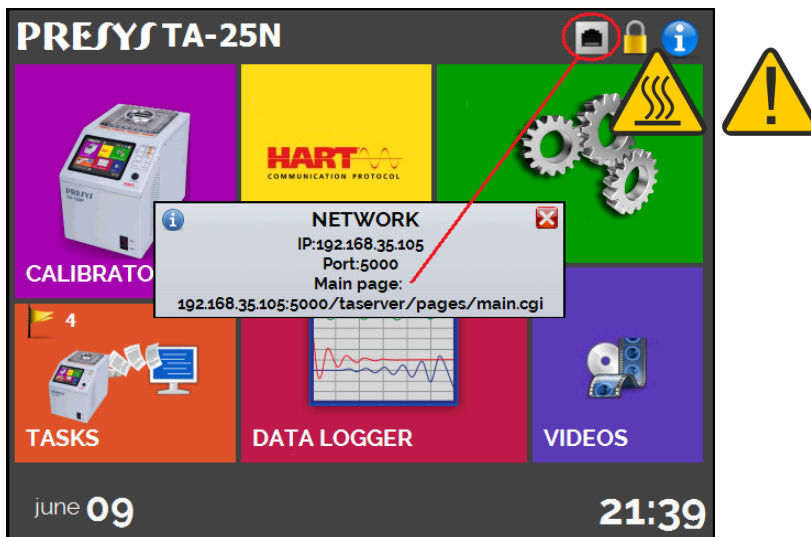 PRESYS TA-25N
HART
COMMUNICATION PROTOCOL
PRESYS
NETWORK
IP:192.168.35.105
Port:5000
Main page:
192.168.35.105:5000/taserver/pages/main.cgi
CALIBRATO
4
TASKS
DATA LOGGER
VIDEOS
june 09
21:39